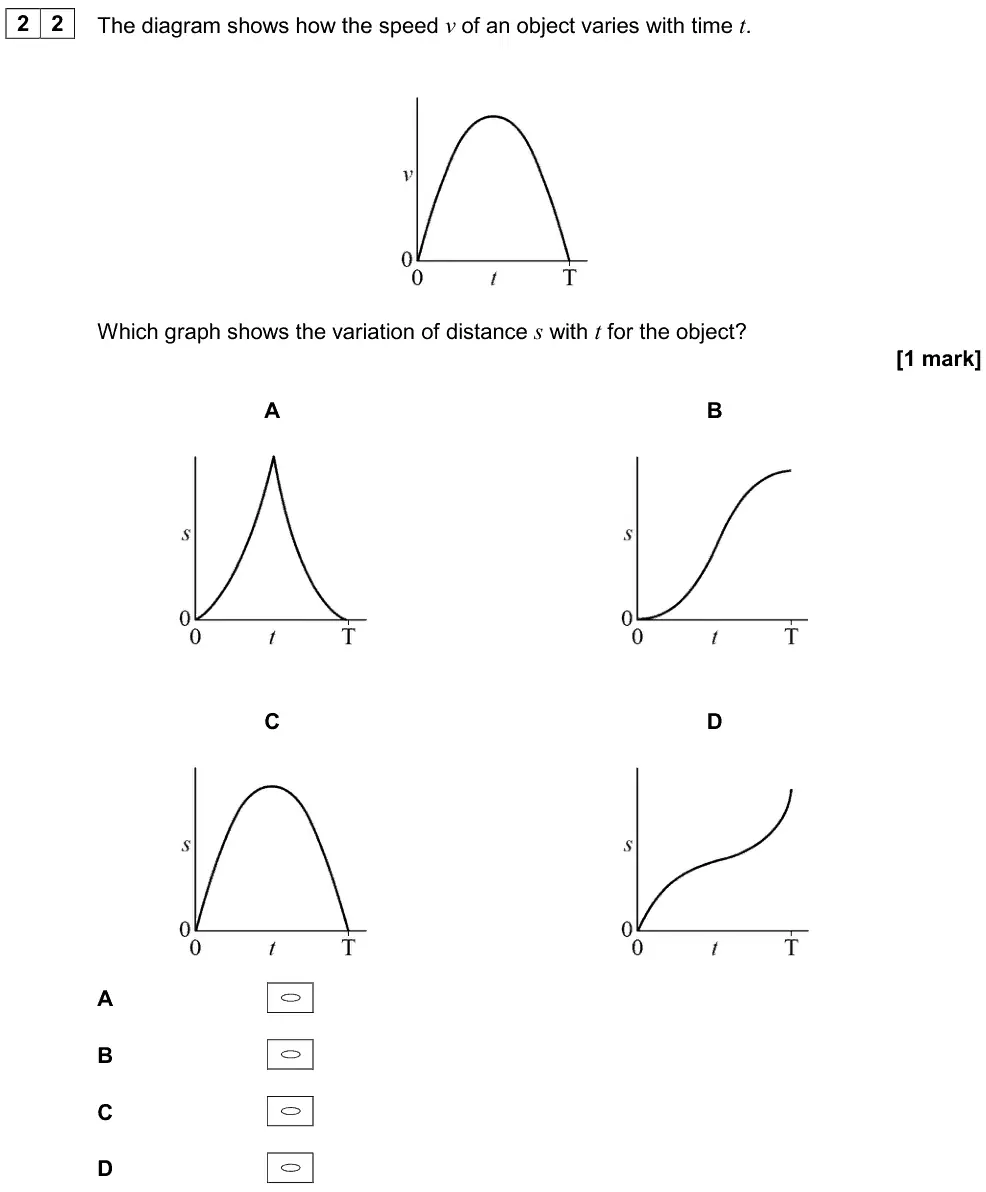 2 2 The diagram shows how the speed v of an object varies with time t.
v
0
0 t T
Which graph shows the variation of distance s with t for the object?
[1 mark]
A B
s s
0 0
0 t T 0 t T
C D
s s
0 0
0 t T 0 t T
A
B
C
D